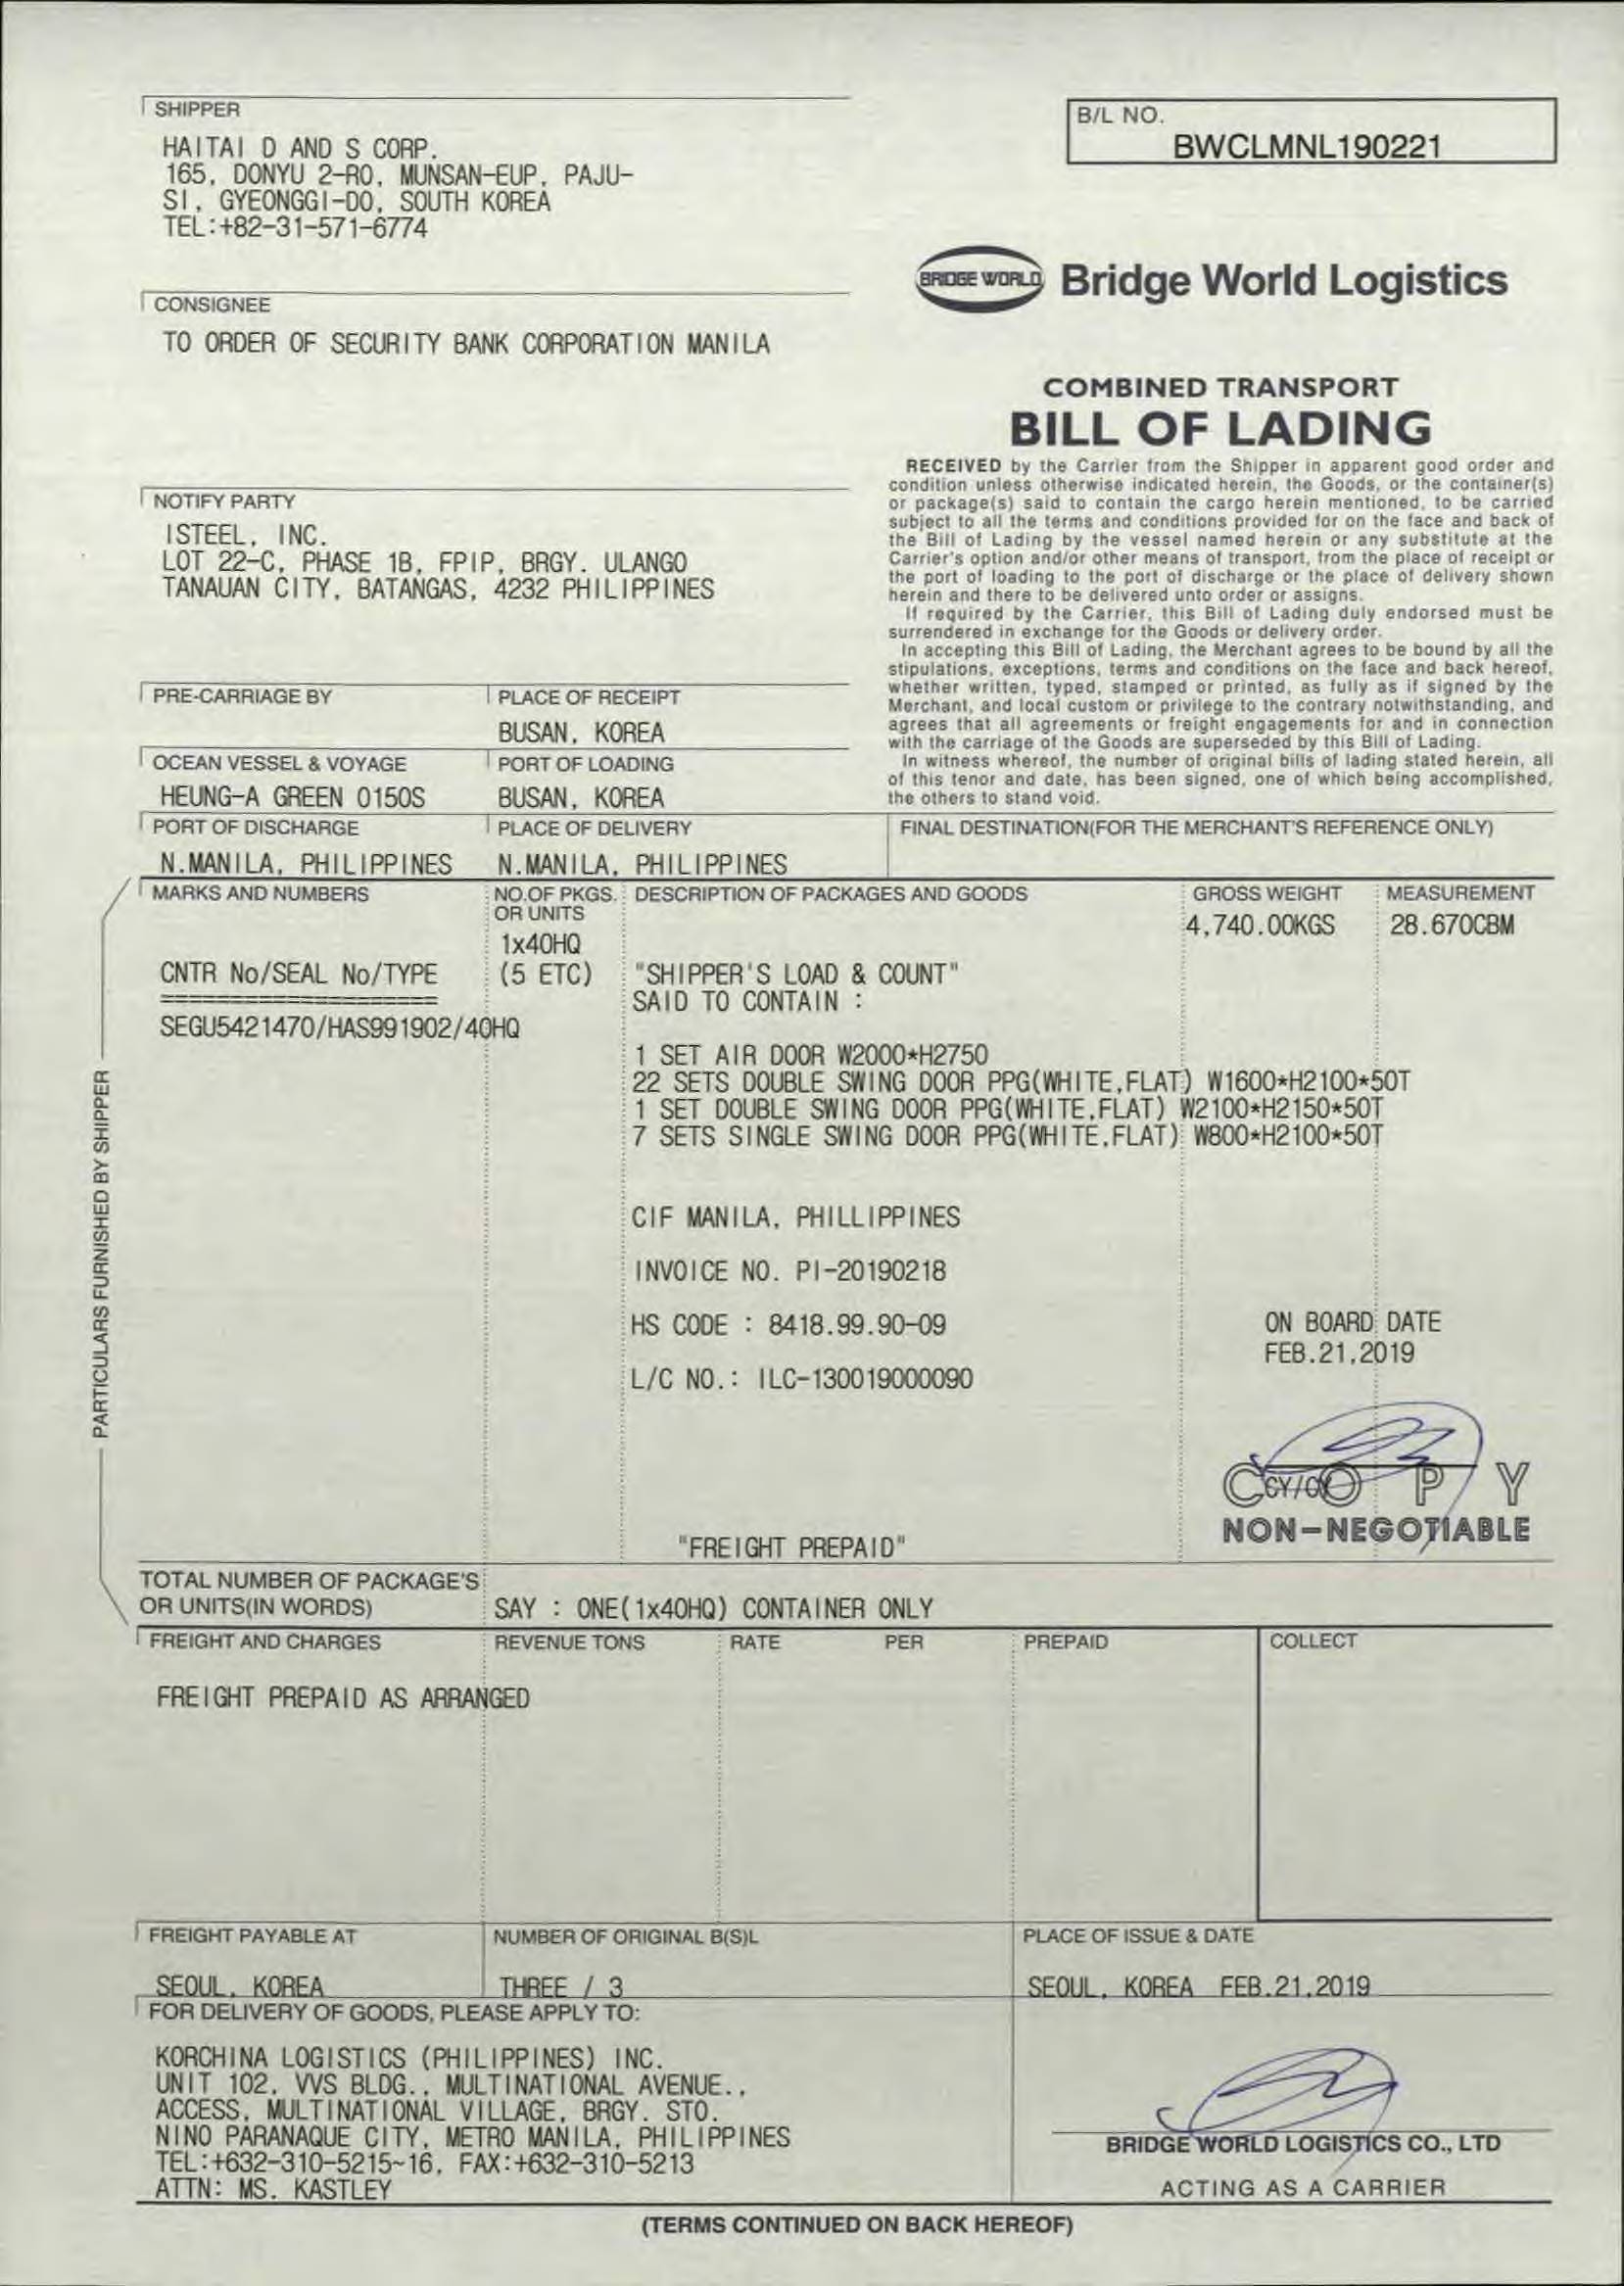 SHIPPER
HAITAI D AND S CORP.
165, DONYU 2-RO, MUNSAN-EUP, PAJU-
SI, GYEONGGI-DO, SOUTH KOREA
TEL:+82-31-571-6774
B/L NO.
BWCLMNL190221
BRIDGE WORLD Bridge World Logistics
CONSIGNEE
TO ORDER OF SECURITY BANK CORPORATION MANILA
COMBINED TRANSPORT
BILL OF LADING
RECEIVED by the Carrier from the Shipper in apparent good order and
condition unless otherwise indicated herein, the Goods, or the container(s)
or package(s) said to contain the cargo herein mentioned, to be carried
subject to all the terms and conditions provided for on the face and back of
the Bill of Lading by the vessel named herein or any substitute at the
Carrier's option and/or other means of transport, from the place of receipt or
the port of loading to the port of discharge or the place of delivery shown
herein and there to be delivered unto order or assigns.
If required by the Carrier, this Bill of Lading duly endorsed must be
surrendered in exchange for the Goods or delivery order.
In accepting this Bill of Lading, the Merchant agrees to be bound by all the
stipulations, exceptions, terms and conditions on the face and back hereof,
whether written, typed, stamped or printed, as fully as if signed by the
Merchant, and local custom or privilege to the contrary notwithstanding, and
agrees that all agreements or freight engagements for and in connection
with the carriage of the Goods are superseded by this Bill of Lading.
In witness whereof, the number of original bills of lading stated herein, all
of this tenor and date, has been signed, one of which being accomplished,
the others to stand void.
NOTIFY PARTY
ISTEEL, INC.
LOT 22-C, PHASE 1B, FPIP, BRGY. ULANGO
TANAUAN CITY, BATANGAS, 4232 PHILIPPINES
PRE-CARRIAGE BY PLACE OF RECEIPT
BUSAN, KOREA
OCEAN VESSEL & VOYAGE PORT OF LOADING
HEUNG-A GREEN 0150S BUSAN, KOREA
PORT OF DISCHARGE PLACE OF DELIVERY FINAL DESTINATION(FOR THE MERCHANT'S REFERENCE ONLY)
N.MANILA, PHILIPPINES N.MANILA, PHILIPPINES
MARKS AND NUMBERS NO.OF PKGS. DESCRIPTION OF PACKAGES AND GOODS GROSS WEIGHT MEASUREMENT
OR UNITS
4,740.00KGS 28.670CBM
1x40HQ
CNTR No/SEAL No/TYPE (5 ETC) "SHIPPER'S LOAD & COUNT"
=====================
SAID TO CONTAIN :
SEGU5421470/HAS991902/40HQ
1 SET AIR DOOR W2000*H2750
22 SETS DOUBLE SWING DOOR PPG(WHITE,FLAT) W1600*H2100*50T
1 SET DOUBLE SWING DOOR PPG(WHITE,FLAT) W2100*H2150*50T
7 SETS SINGLE SWING DOOR PPG(WHITE,FLAT) W800*H2100*50T
CIF MANILA, PHILLIPPINES
INVOICE NO. PI-20190218
HS CODE : 8418.99.90-09
L/C NO.: ILC-130019000090
ON BOARD DATE
FEB.21,2019
CY/CY
COPY
NON-NEGOTIABLE
"FREIGHT PREPAID"
PARTICULARS FURNISHED BY SHIPPER
TOTAL NUMBER OF PACKAGE'S
OR UNITS(IN WORDS) SAY : ONE(1x40HQ) CONTAINER ONLY
FREIGHT AND CHARGES REVENUE TONS RATE PER PREPAID COLLECT
FREIGHT PREPAID AS ARRANGED
FREIGHT PAYABLE AT NUMBER OF ORIGINAL B(S)L PLACE OF ISSUE & DATE
SEOUL, KOREA THREE / 3 SEOUL, KOREA FEB.21,2019
FOR DELIVERY OF GOODS, PLEASE APPLY TO:
KORCHINA LOGISTICS (PHILIPPINES) INC.
UNIT 102, VVS BLDG., MULTINATIONAL AVENUE.,
ACCESS, MULTINATIONAL VILLAGE, BRGY. STO.
NINO PARANAQUE CITY, METRO MANILA, PHILIPPINES
TEL:+632-310-5215~16, FAX:+632-310-5213
ATTN: MS. KASTLEY
BRIDGE WORLD LOGISTICS CO., LTD
ACTING AS A CARRIER
(TERMS CONTINUED ON BACK HEREOF)